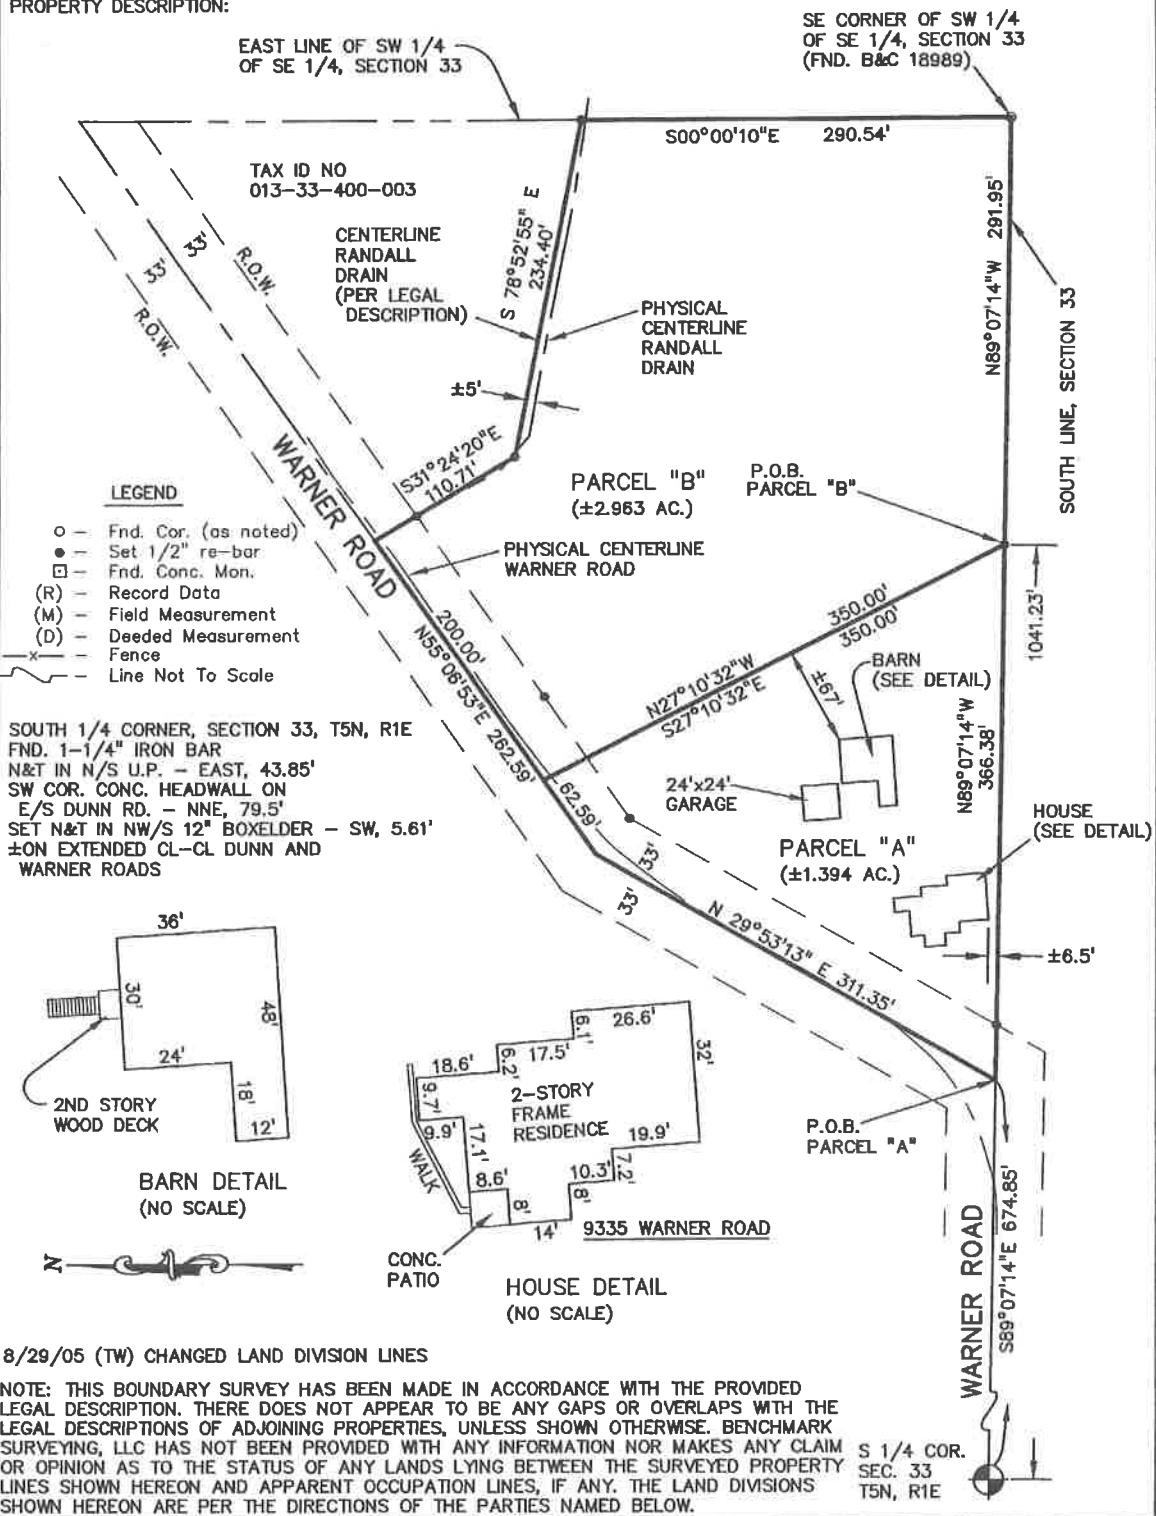 PROPERTY DESCRIPTION:
EAST LINE OF SW 1/4
OF SE 1/4, SECTION 33
SE CORNER OF SW 1/4
OF SE 1/4, SECTION 33
(FND. B&C 18989)
S00°00'10"E 290.54'
TAX ID NO
013-33-400-003
33'
33'
R.O.W.
R.O.W.
CENTERLINE
RANDALL
DRAIN
(PER LEGAL
DESCRIPTION)
S 78°52'55" E
234.40'
PHYSICAL
CENTERLINE
RANDALL
DRAIN
±5'
N89°07'14"W 291.95'
SOUTH LINE, SECTION 33
WARNER ROAD
S31°24'20"E
110.71'
PARCEL "B"
(±2.963 AC.)
P.O.B.
PARCEL "B"
LEGEND
○ - Fnd. Cor. (as noted)
● - Set 1/2" re-bar
⊡ - Fnd. Conc. Mon.
(R) - Record Data
(M) - Field Measurement
(D) - Deeded Measurement
—x— - Fence
- Line Not To Scale
PHYSICAL CENTERLINE
WARNER ROAD
200.00'
N55°06'53"E 262.59'
62.59'
350.00'
350.00'
N27°10'32"W
S27°10'32"E
1041.23'
BARN
(SEE DETAIL)
±67'
24'x24'
GARAGE
N89°07'14"W
366.38'
HOUSE
(SEE DETAIL)
PARCEL "A"
(±1.394 AC.)
SOUTH 1/4 CORNER, SECTION 33, T5N, R1E
FND. 1-1/4" IRON BAR
N&T IN N/S U.P. - EAST, 43.85'
SW COR. CONC. HEADWALL ON
E/S DUNN RD. - NNE, 79.5'
SET N&T IN NW/S 12" BOXELDER - SW, 5.61'
±ON EXTENDED CL-CL DUNN AND
WARNER ROADS
33'
33'
N 29°53'13" E 311.35'
±6.5'
36'
30'
48'
24'
18'
12'
2ND STORY
WOOD DECK
BARN DETAIL
(NO SCALE)
N
26.6'
6.1'
17.5'
6.2'
18.6'
32'
9.7'
9.9'
2-STORY
FRAME
RESIDENCE
17.1'
19.9'
7.2'
10.3'
8.6'
8'
8'
14'
WALK
CONC.
PATIO
9335 WARNER ROAD
HOUSE DETAIL
(NO SCALE)
P.O.B.
PARCEL "A"
WARNER ROAD
S89°07'14"E 674.85'
8/29/05 (TW) CHANGED LAND DIVISION LINES
NOTE: THIS BOUNDARY SURVEY HAS BEEN MADE IN ACCORDANCE WITH THE PROVIDED
LEGAL DESCRIPTION. THERE DOES NOT APPEAR TO BE ANY GAPS OR OVERLAPS WITH THE
LEGAL DESCRIPTIONS OF ADJOINING PROPERTIES, UNLESS SHOWN OTHERWISE. BENCHMARK
SURVEYING, LLC HAS NOT BEEN PROVIDED WITH ANY INFORMATION NOR MAKES ANY CLAIM
OR OPINION AS TO THE STATUS OF ANY LANDS LYING BETWEEN THE SURVEYED PROPERTY
LINES SHOWN HEREON AND APPARENT OCCUPATION LINES, IF ANY. THE LAND DIVISIONS
SHOWN HEREON ARE PER THE DIRECTIONS OF THE PARTIES NAMED BELOW.
S 1/4 COR.
SEC. 33
T5N, R1E